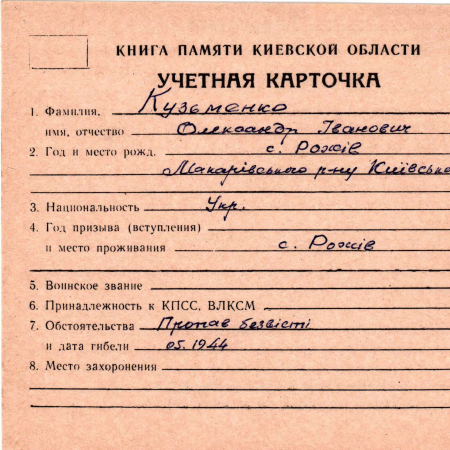 КНИГА ПАМЯТИ КИЕВСКОЙ ОБЛАСТИ
УЧЕТНАЯ КАРТОЧКА
1. Фамилия, Кузьменко
имя, отчество Олександр Іванович
2. Год и место рожд. с. Рожів
Макарівського р-ну Київсько
3. Национальность Укр.
4. Год призыва (вступления)
и место проживания с. Рожів
5. Воинское звание
6. Принадлежность к КПСС, ВЛКСМ
7. Обстоятельства Пропав безвісті
и дата гибели 05.1944
8. Место захоронения